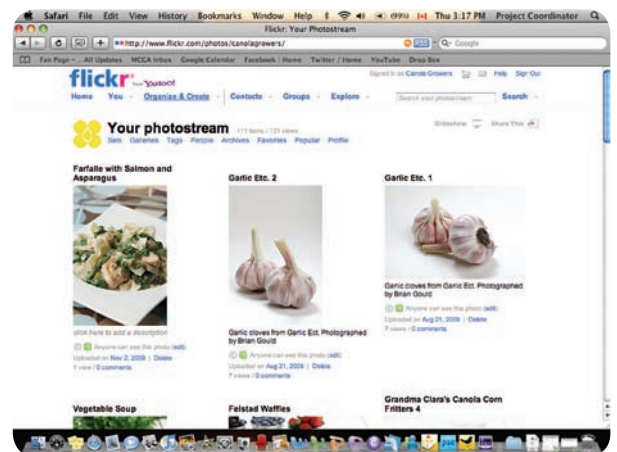 Safari File Edit View History Bookmarks Window Help (99%) Thu 3:17 PM Project Coordinator
Flickr: Your Photostream
http://www.flickr.com/photos/canolagrowers/ RSS Google
Fan Page - ...All Updates MCGA Inbox Google Calendar Facebook | Home Twitter / Home YouTube Drop Box
flickr from Yahoo!
Signed in as Canola Growers Help Sign Out
Home You Organize & Create Contacts Groups Explore Search your photostream Search
Your photostream 111 items / 121 views
Slideshow Share This
Sets Galleries Tags People Archives Favorites Popular Profile
Farfalle with Salmon and Asparagus
click here to add a description
Anyone can see this photo (edit)
Uploaded on Nov 2, 2009 | Delete
1 view / 0 comments
Garlic Etc. 2
Garlic cloves from Garlic Ect. Photographed
by Brian Gould
Anyone can see this photo (edit)
Uploaded on Aug 21, 2009 | Delete
7 views / 0 comments
Garlic Etc. 1
Garlic cloves from Garlic Ect. Photographed
by Brian Gould
Anyone can see this photo (edit)
Uploaded on Aug 21, 2009 | Delete
7 views / 0 comments
Vegetable Soup
Felstad Waffles
Grandma Clara's Canola Corn
Fritters 4